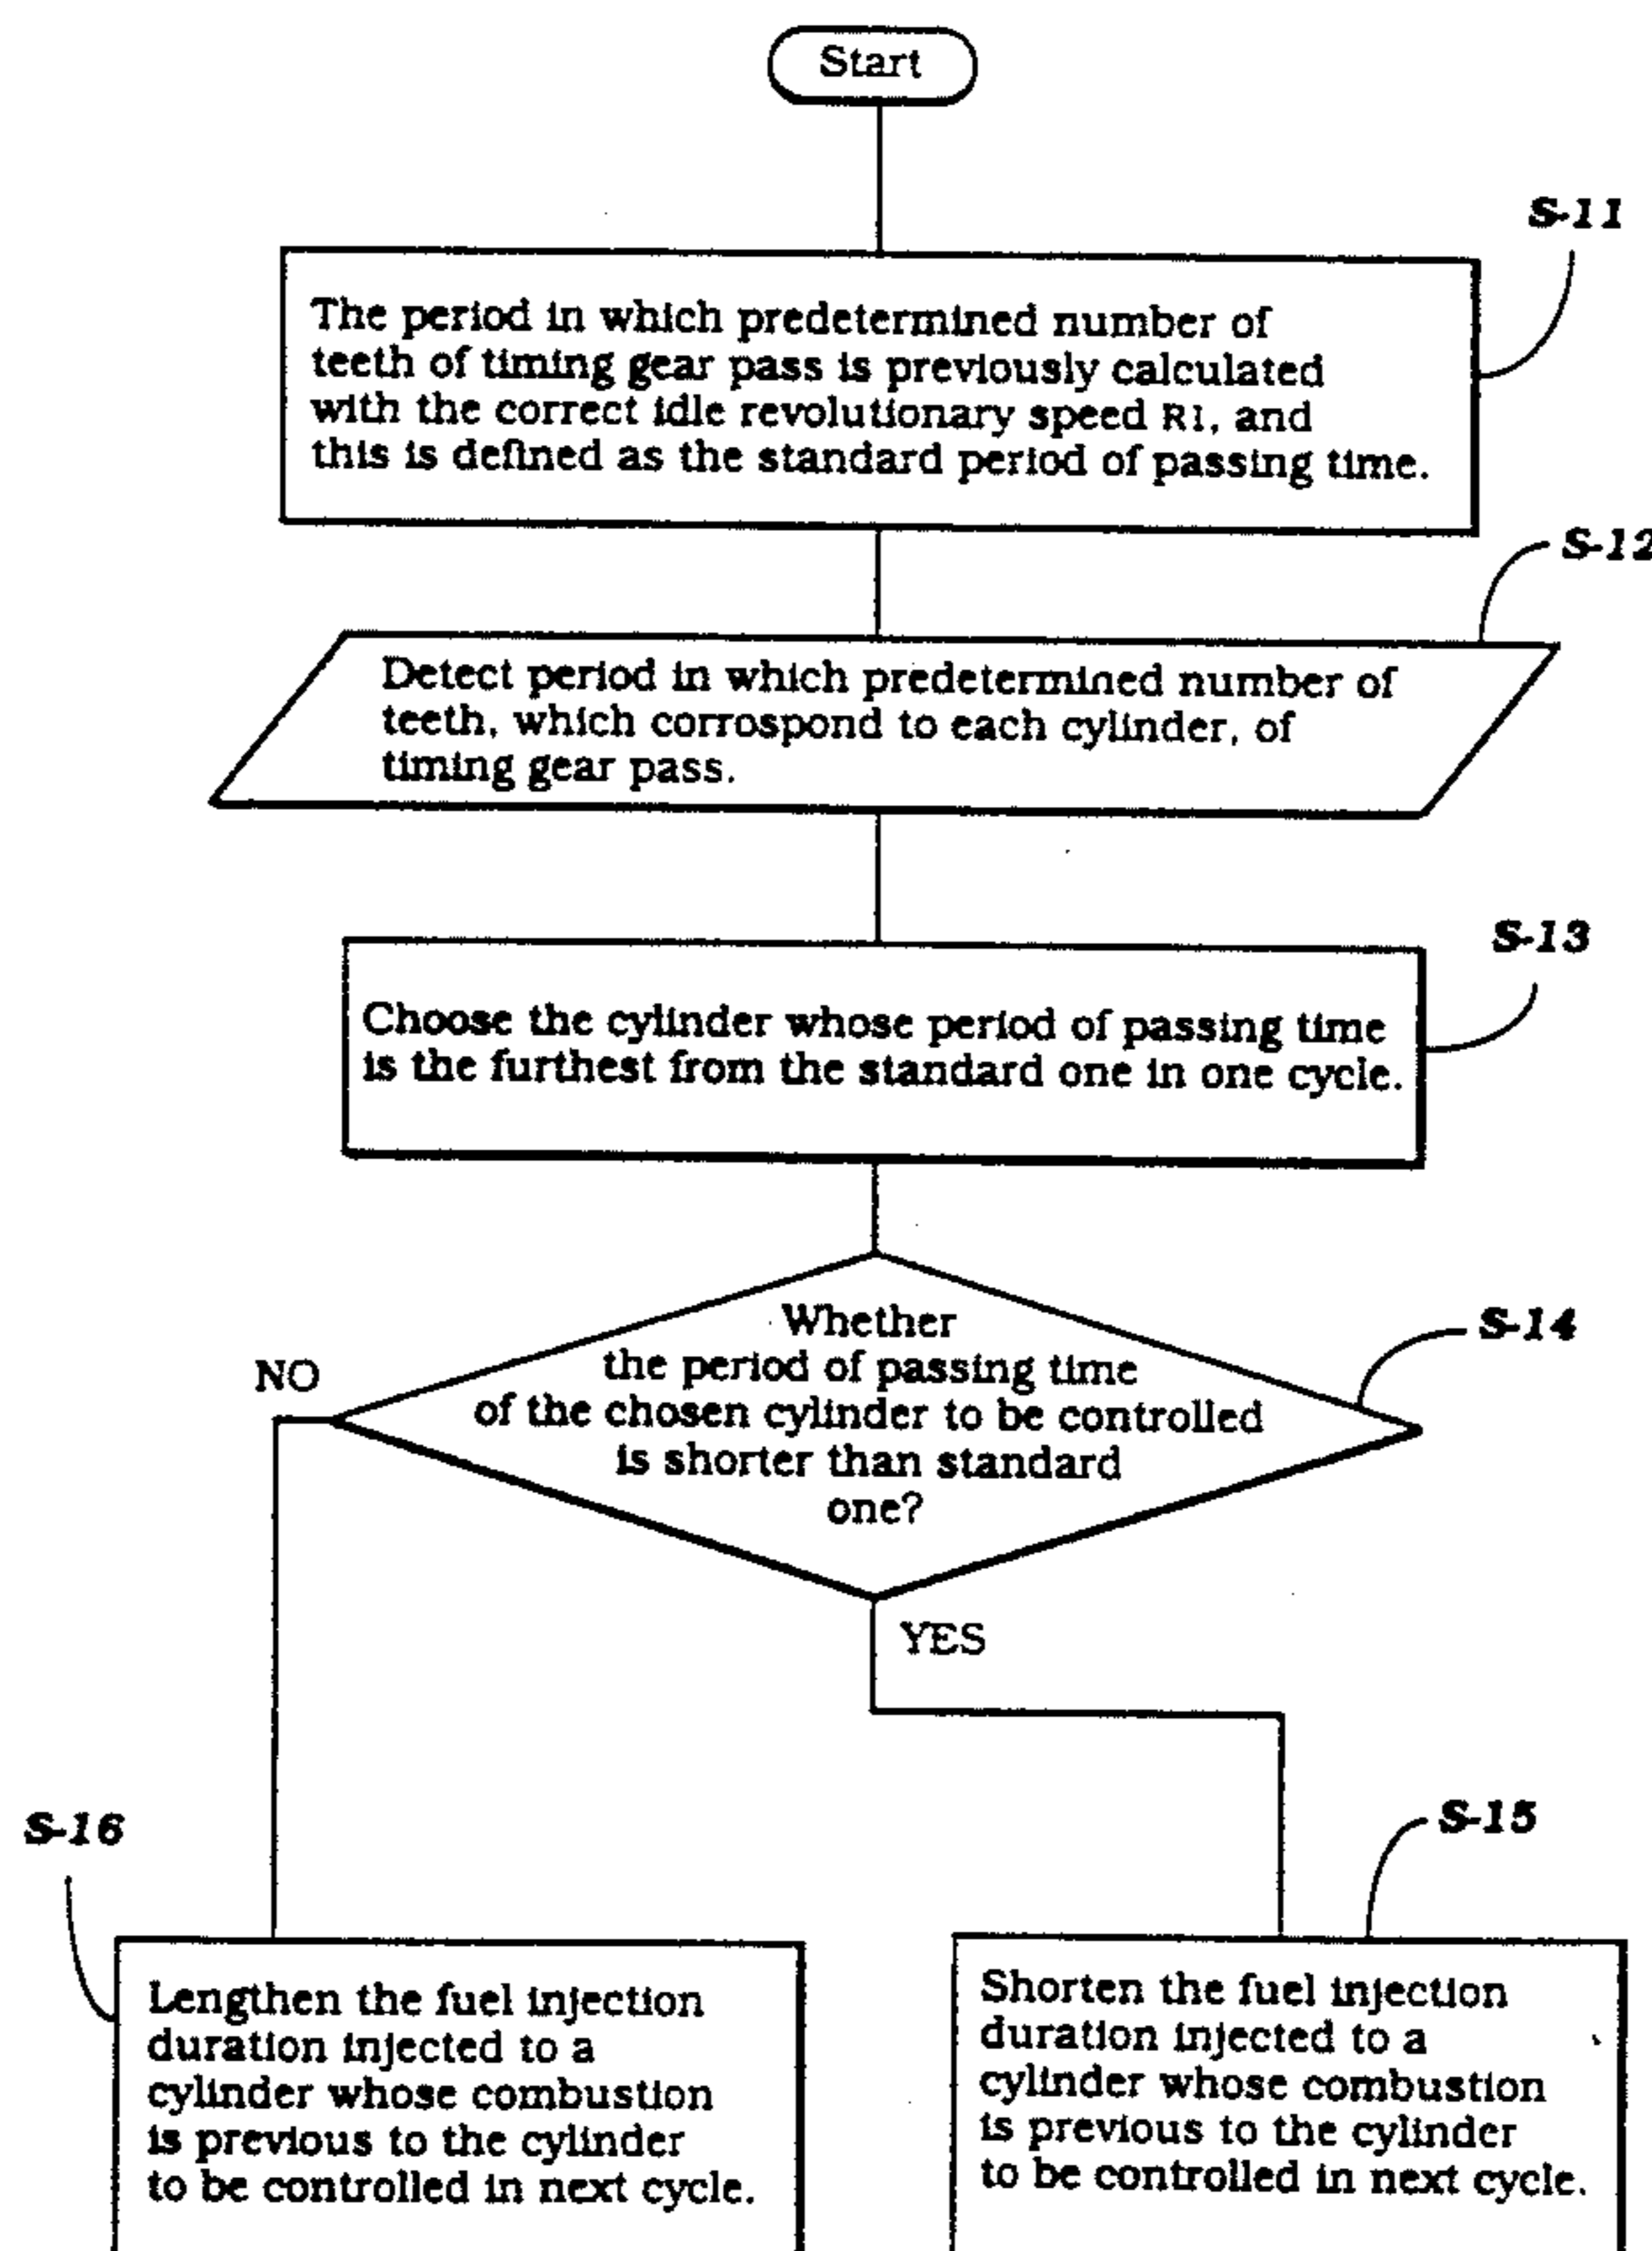 Start
S-11
The period in which predetermined number of
teeth of timing gear pass is previously calculated
with the correct idle revolutionary speed R1, and
this is defined as the standard period of passing time.
S-12
Detect period in which predetermined number of
teeth, which corrospond to each cylinder, of
timing gear pass.
S-13
Choose the cylinder whose period of passing time
is the furthest from the standard one in one cycle.
S-14
Whether
the period of passing time
of the chosen cylinder to be controlled
is shorter than standard
one?
NO
YES
S-16
Lengthen the fuel injection
duration injected to a
cylinder whose combustion
is previous to the cylinder
to be controlled in next cycle.
S-15
Shorten the fuel injection
duration injected to a
cylinder whose combustion
is previous to the cylinder
to be controlled in next cycle.